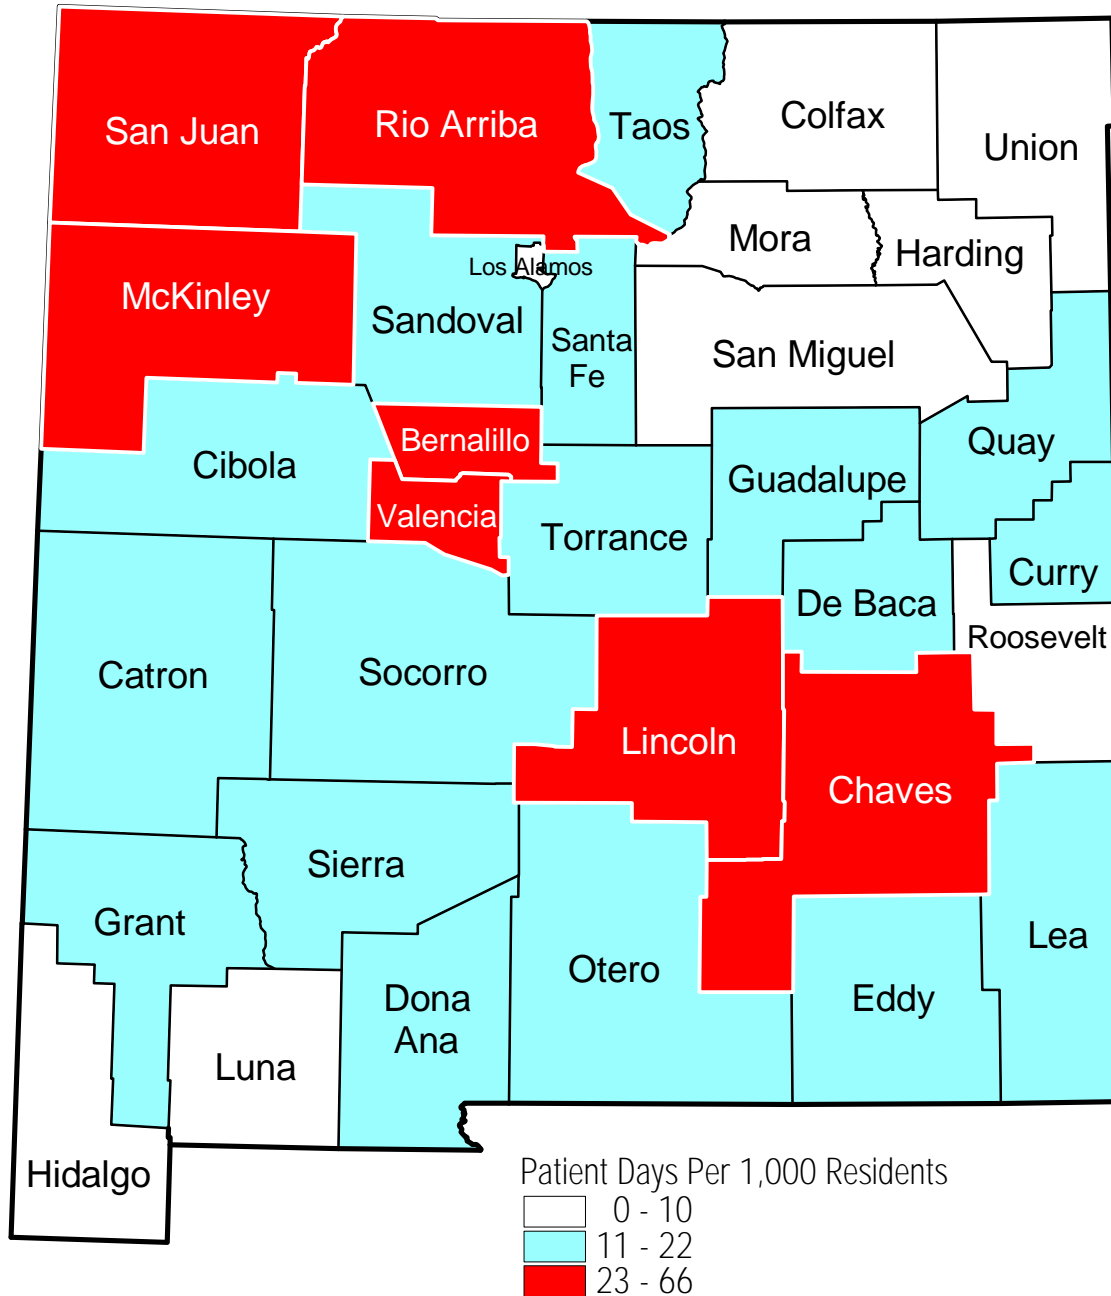 San Juan
Rio Arriba
Taos
Colfax
Union
Mora
Harding
Los Alamos
McKinley
Sandoval
Santa
Fe
San Miguel
Bernalillo
Quay
Cibola
Guadalupe
Valencia
Torrance
Curry
De Baca
Roosevelt
Catron
Socorro
Lincoln
Chaves
Sierra
Grant
Lea
Otero
Dona
Ana
Eddy
Luna
Hidalgo
Patient Days Per 1,000 Residents
0 - 10
11 - 22
23 - 66